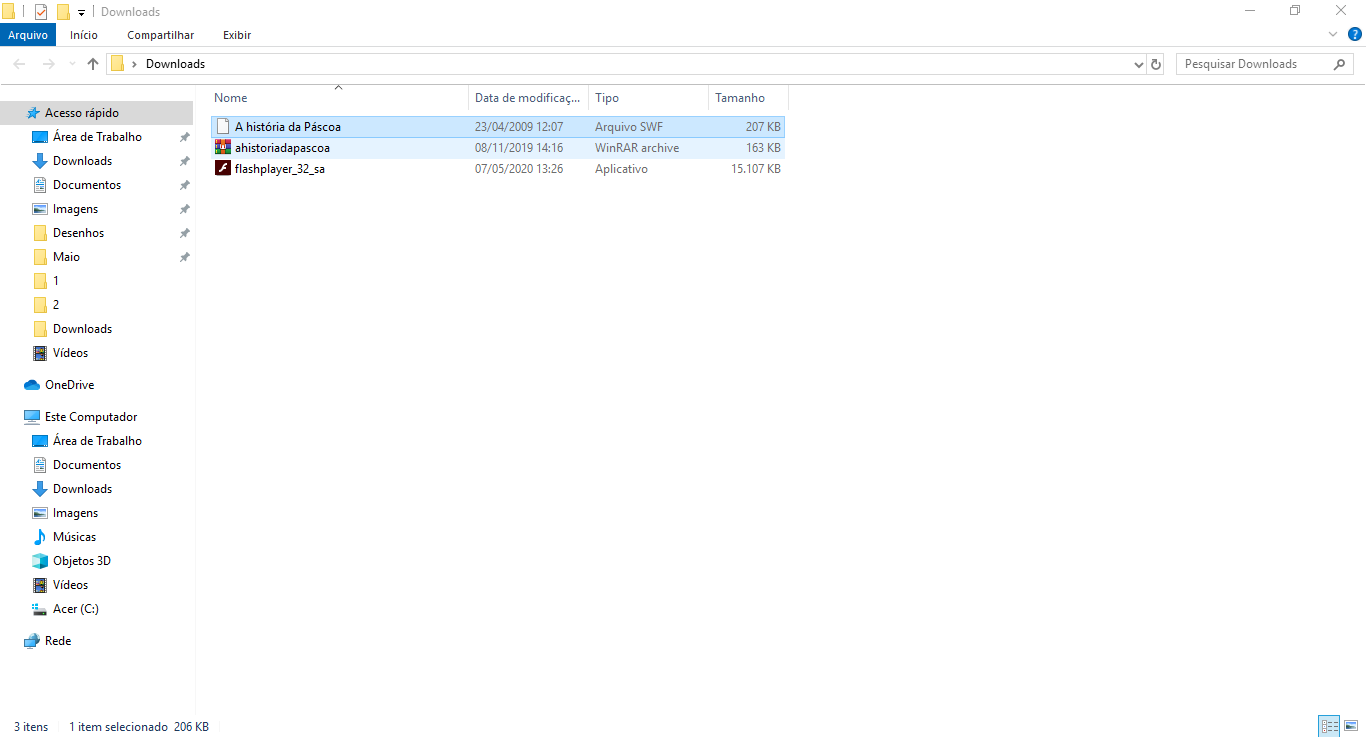 Downloads
Arquivo Início Compartilhar Exibir
Downloads Pesquisar Downloads
Nome Data de modificaç... Tipo Tamanho
Acesso rápido
Área de Trabalho
Downloads
Documentos
Imagens
Desenhos
Maio
1
2
Downloads
Vídeos
OneDrive
Este Computador
Área de Trabalho
Documentos
Downloads
Imagens
Músicas
Objetos 3D
Vídeos
Acer (C:)
Rede
A história da Páscoa 23/04/2009 12:07 Arquivo SWF 207 KB
ahistoriadapascoa 08/11/2019 14:16 WinRAR archive 163 KB
flashplayer_32_sa 07/05/2020 13:26 Aplicativo 15.107 KB
3 itens 1 item selecionado 206 KB